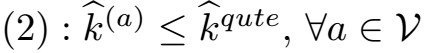 (2) : \widehat{k}^{(a)} \leq \widehat{k}^{qute}, \forall a \in \mathcal{V}